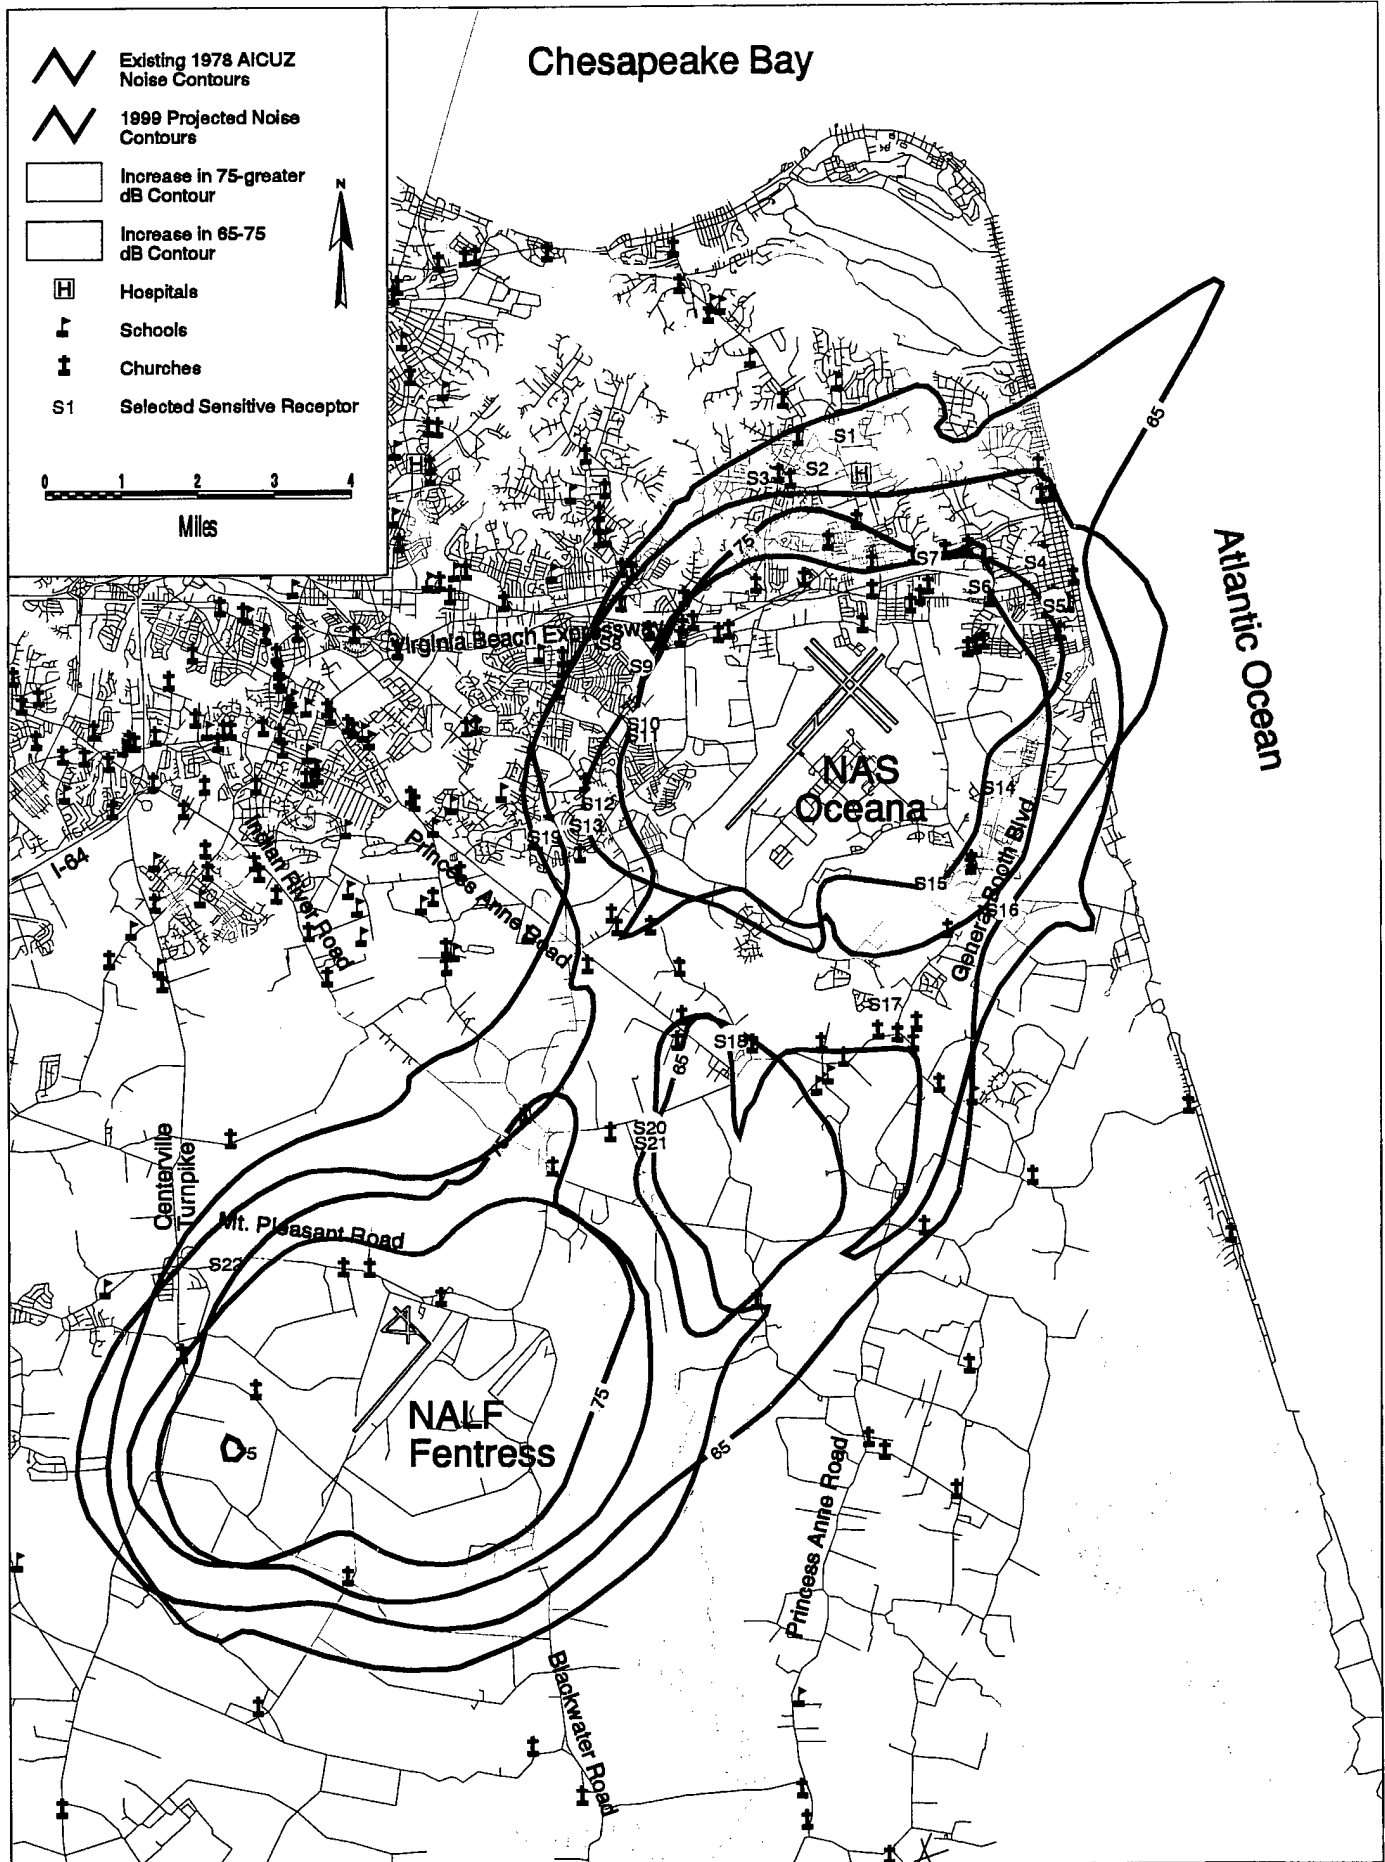 Existing 1978 AICUZ
Noise Contours
1999 Projected Noise
Contours
Increase in 75-greater
dB Contour
Increase in 65-75
dB Contour
N
H Hospitals
Schools
Churches
S1 Selected Sensitive Receptor
0 1 2 3 4
Miles
Chesapeake Bay
65
S1
S2
H
S3
H
75
S7
S4
S6
S5
Atlantic Ocean
Virginia Beach Expressway
S8
S9
S10
S11
NAS
Oceana
S14
S12
S13
S19
I-64
Indian River Road
Princess Anne Road
General Booth Blvd
S15
S16
S17
S18
65
S20
S21
Centerville
Turnpike
Mt. Pleasant Road
S22
75
NALF
Fentress
5
65
Princess Anne Road
Blackwater Road